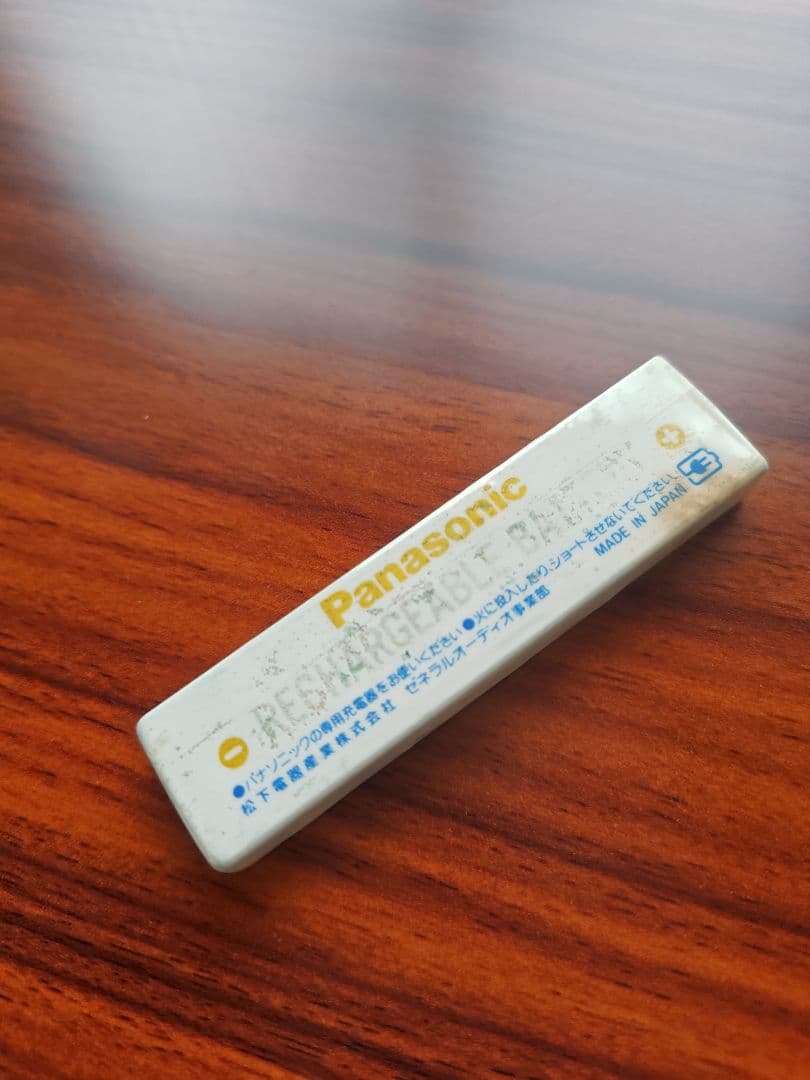 Panasonic
RECHARGEABLE BATTERY
●パナソニックの専用充電器をお使いください●火に投入したり、ショートさせないでください。
松下電器産業株式会社 ゼネラルオーディオ事業部 MADE IN JAPAN